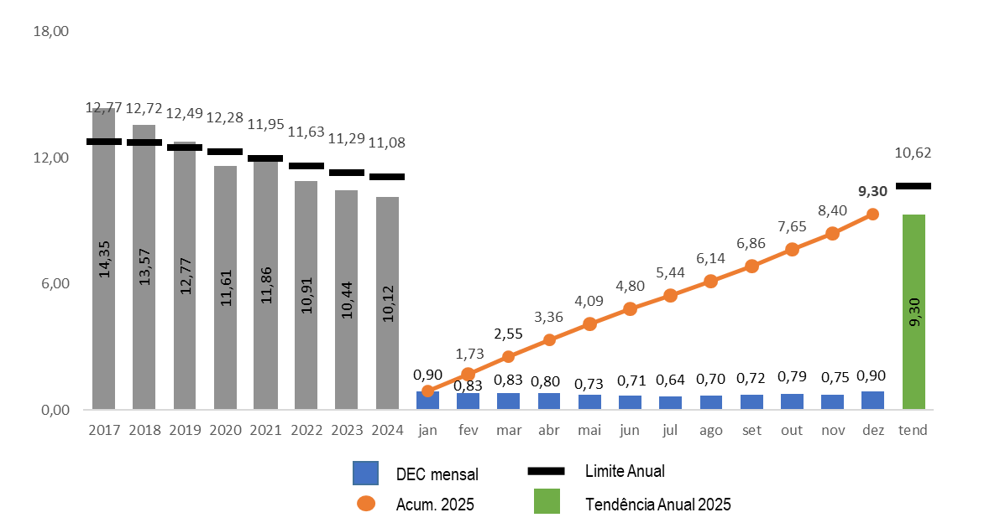 18,00
12,00
6,00
0,00
12,77 12,72 12,49 12,28 11,95 11,63 11,29 11,08
14,35 13,57 12,77 11,61 11,86 10,91 10,44 10,12
0,90 1,73 2,55 3,36 4,09 4,80 5,44 6,14 6,86 7,65 8,40 9,30
0,83 0,83 0,80 0,73 0,71 0,64 0,70 0,72 0,79 0,75 0,90
10,62
9,30
2017 2018 2019 2020 2021 2022 2023 2024 jan fev mar abr mai jun jul ago set out nov dez tend
DEC mensal
Limite Anual
Acum. 2025
Tendência Anual 2025